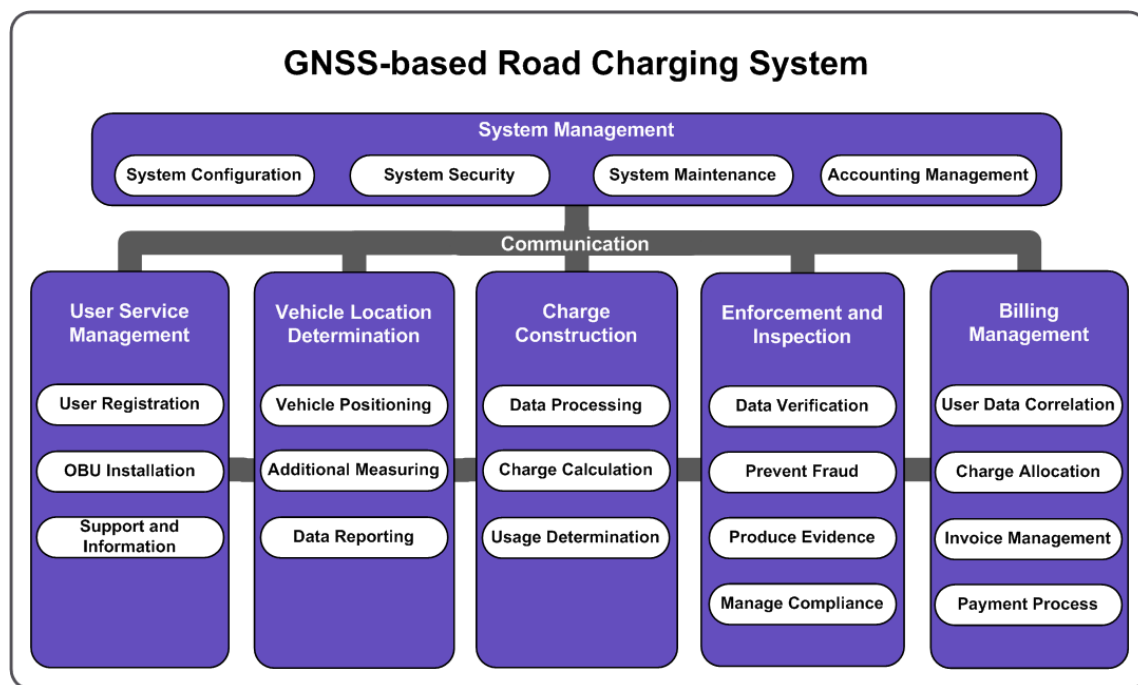 GNSS-based Road Charging System
System Management
System Configuration
System Security
System Maintenance
Accounting Management
Communication
User Service
Management
User Registration
OBU Installation
Support and
Information
Vehicle Location
Determination
Vehicle Positioning
Additional Measuring
Data Reporting
Charge
Construction
Data Processing
Charge Calculation
Usage Determination
Enforcement and
Inspection
Data Verification
Prevent Fraud
Produce Evidence
Manage Compliance
Billing
Management
User Data Correlation
Charge Allocation
Invoice Management
Payment Process